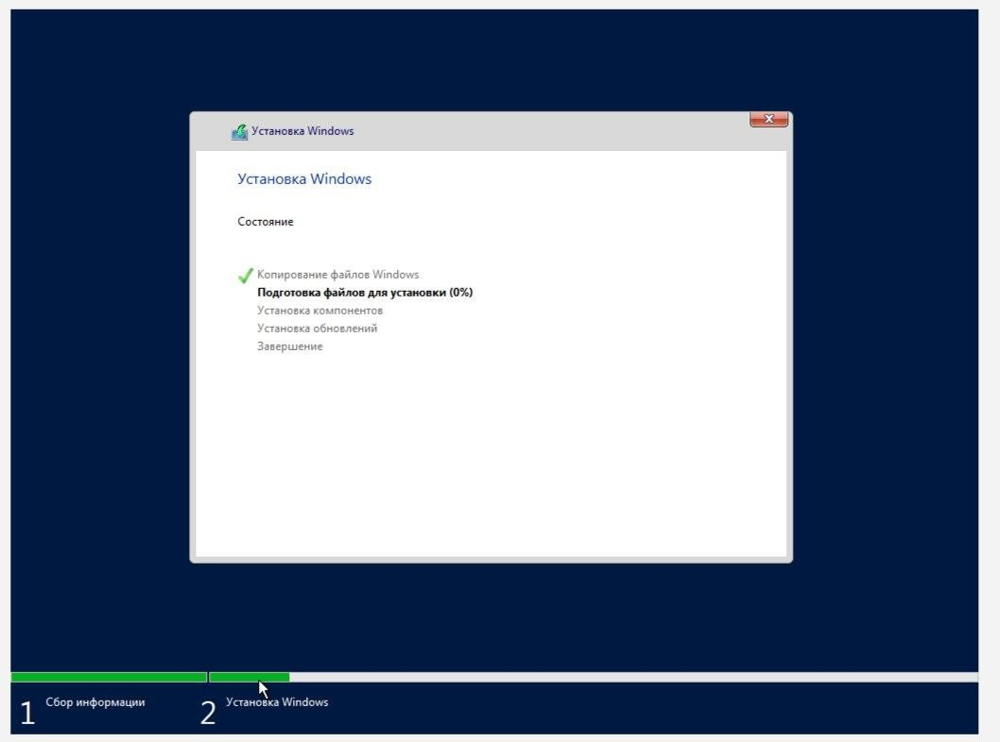 Установка Windows
Установка Windows
Состояние
Копирование файлов Windows
Подготовка файлов для установки (0%)
Установка компонентов
Установка обновлений
Завершение
1 Сбор информации 2 Установка Windows